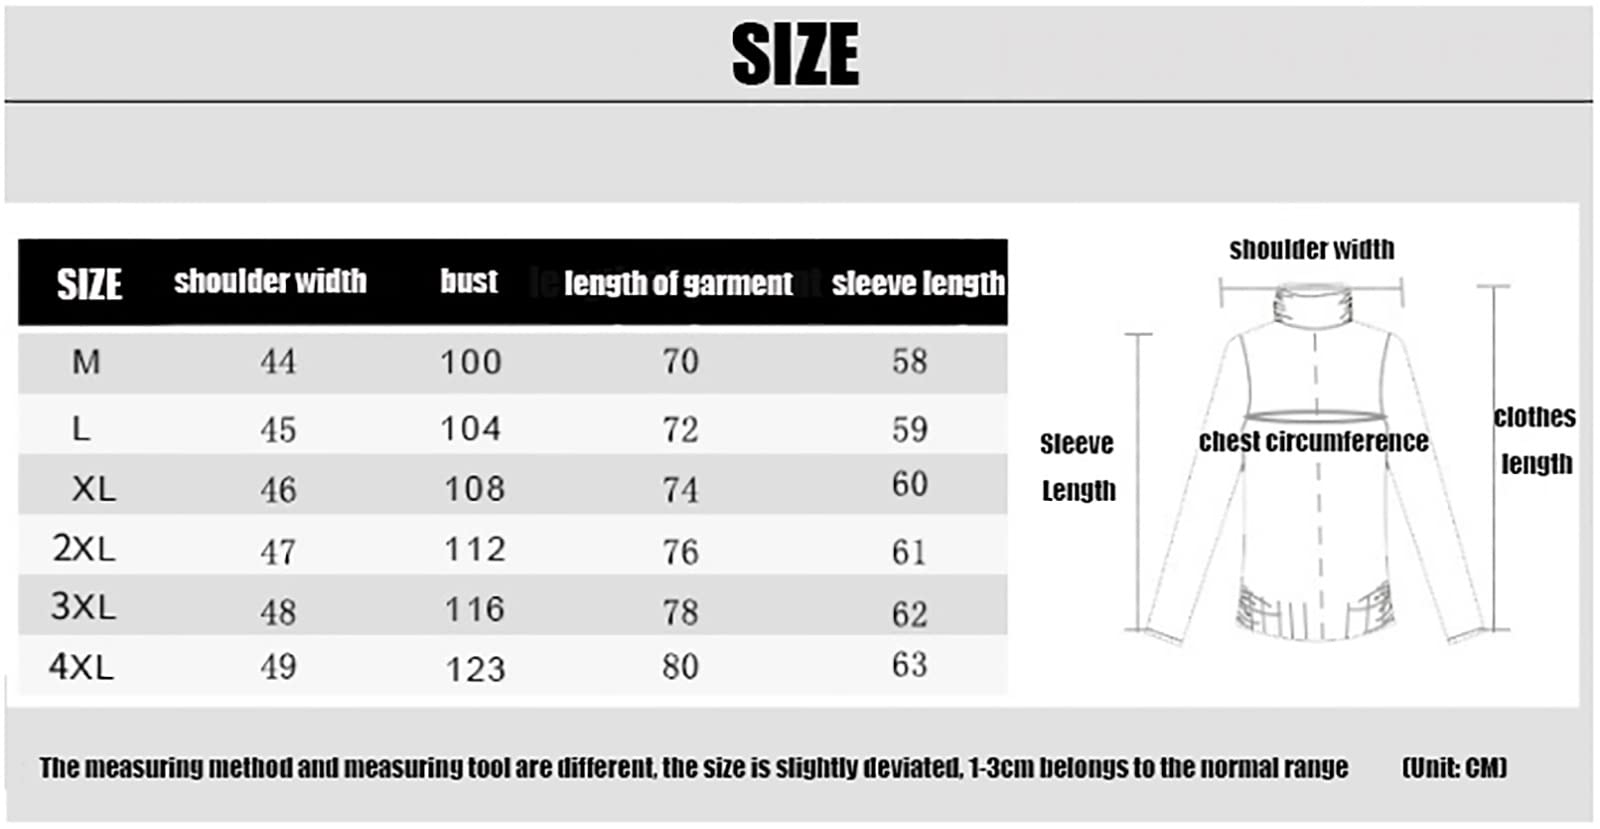 SIZE
SIZE shoulder width bust length of garment sleeve length
M 44 100 70 58
L 45 104 72 59
XL 46 108 74 60
2XL 47 112 76 61
3XL 48 116 78 62
4XL 49 123 80 63
shoulder width
clothes
length
chest circumference
Sleeve
Length
The measuring method and measuring tool are different, the size is slightly deviated, 1-3cm belongs to the normal range (Unit: CM)